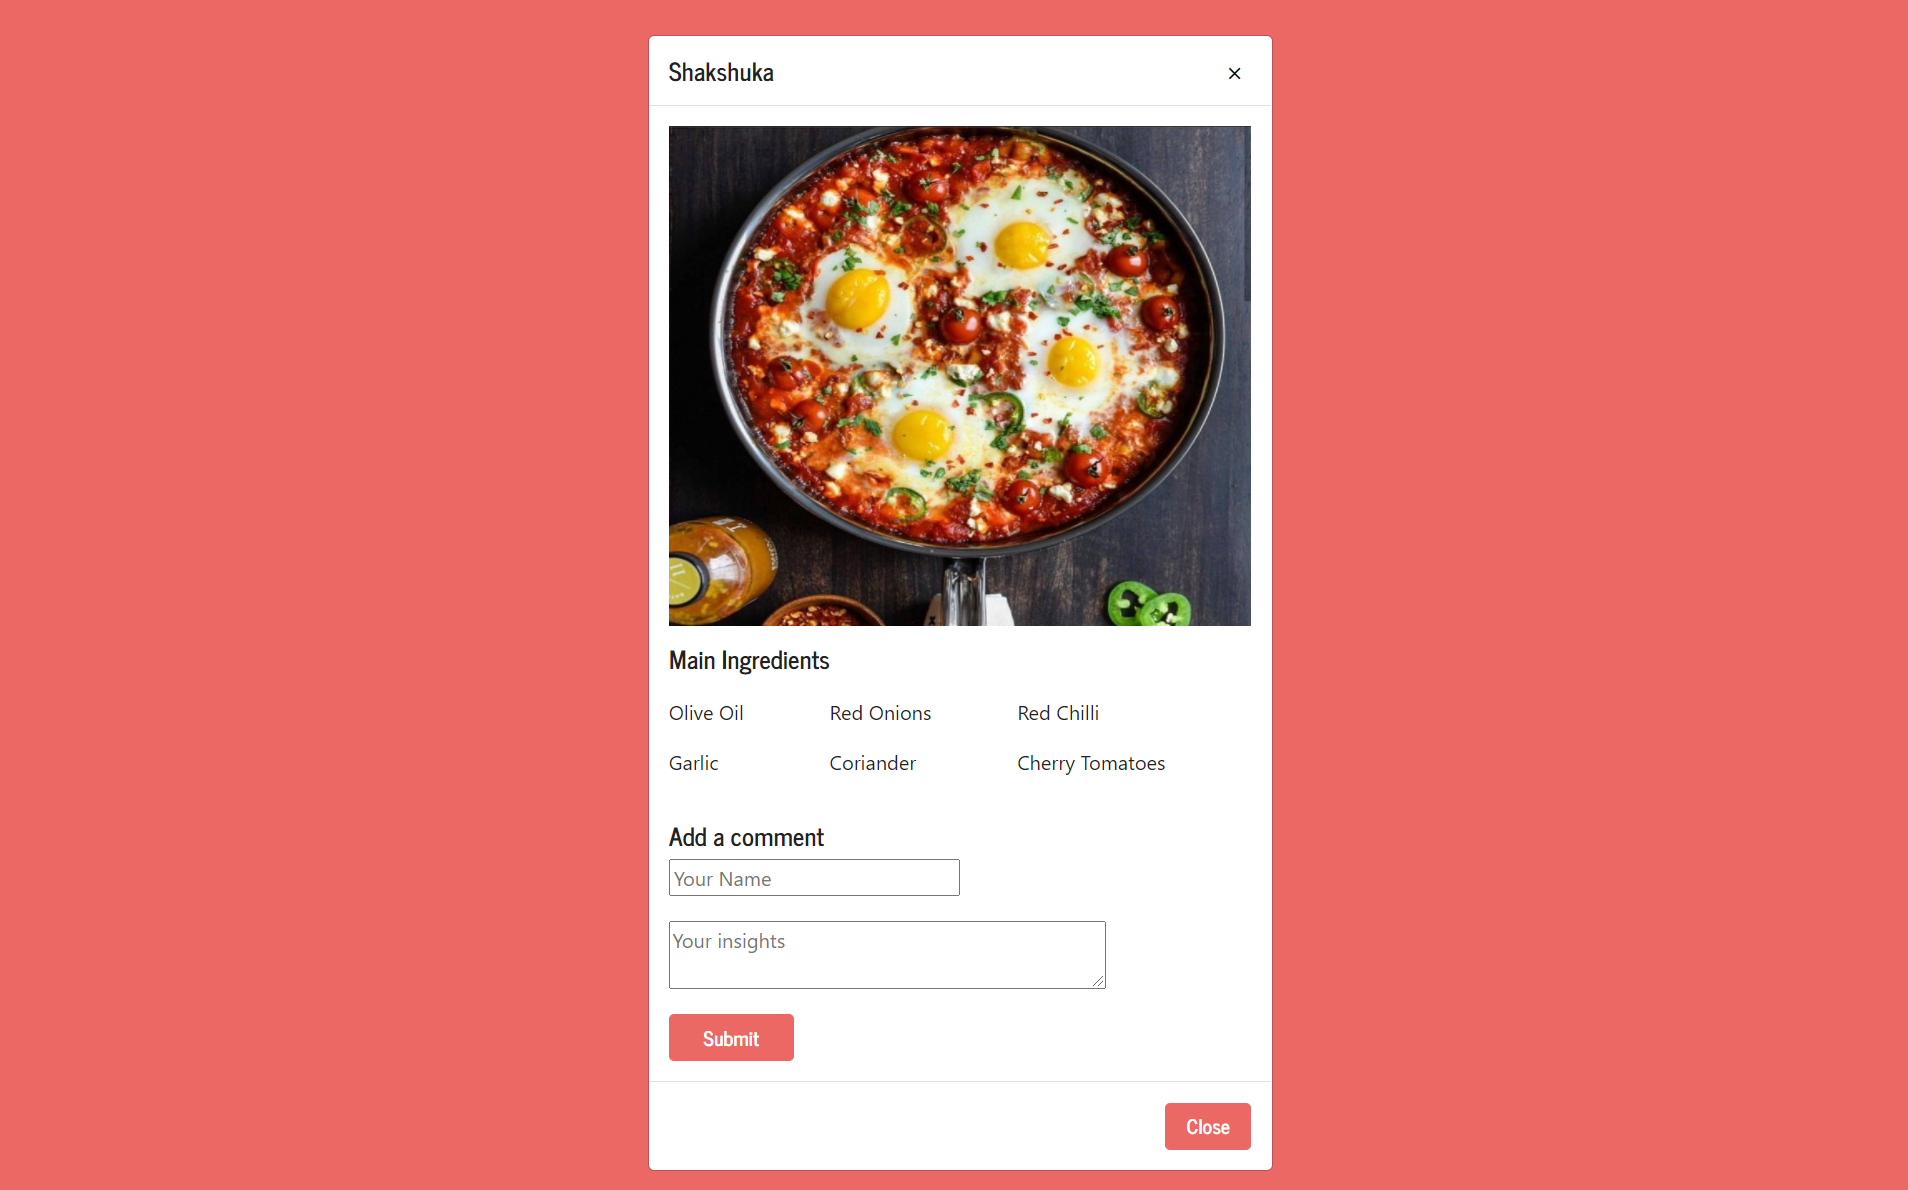 Shakshuka ×
Main Ingredients
Olive Oil Red Onions Red Chilli
Garlic Coriander Cherry Tomatoes
Add a comment
Your Name
Your insights
Submit
Close